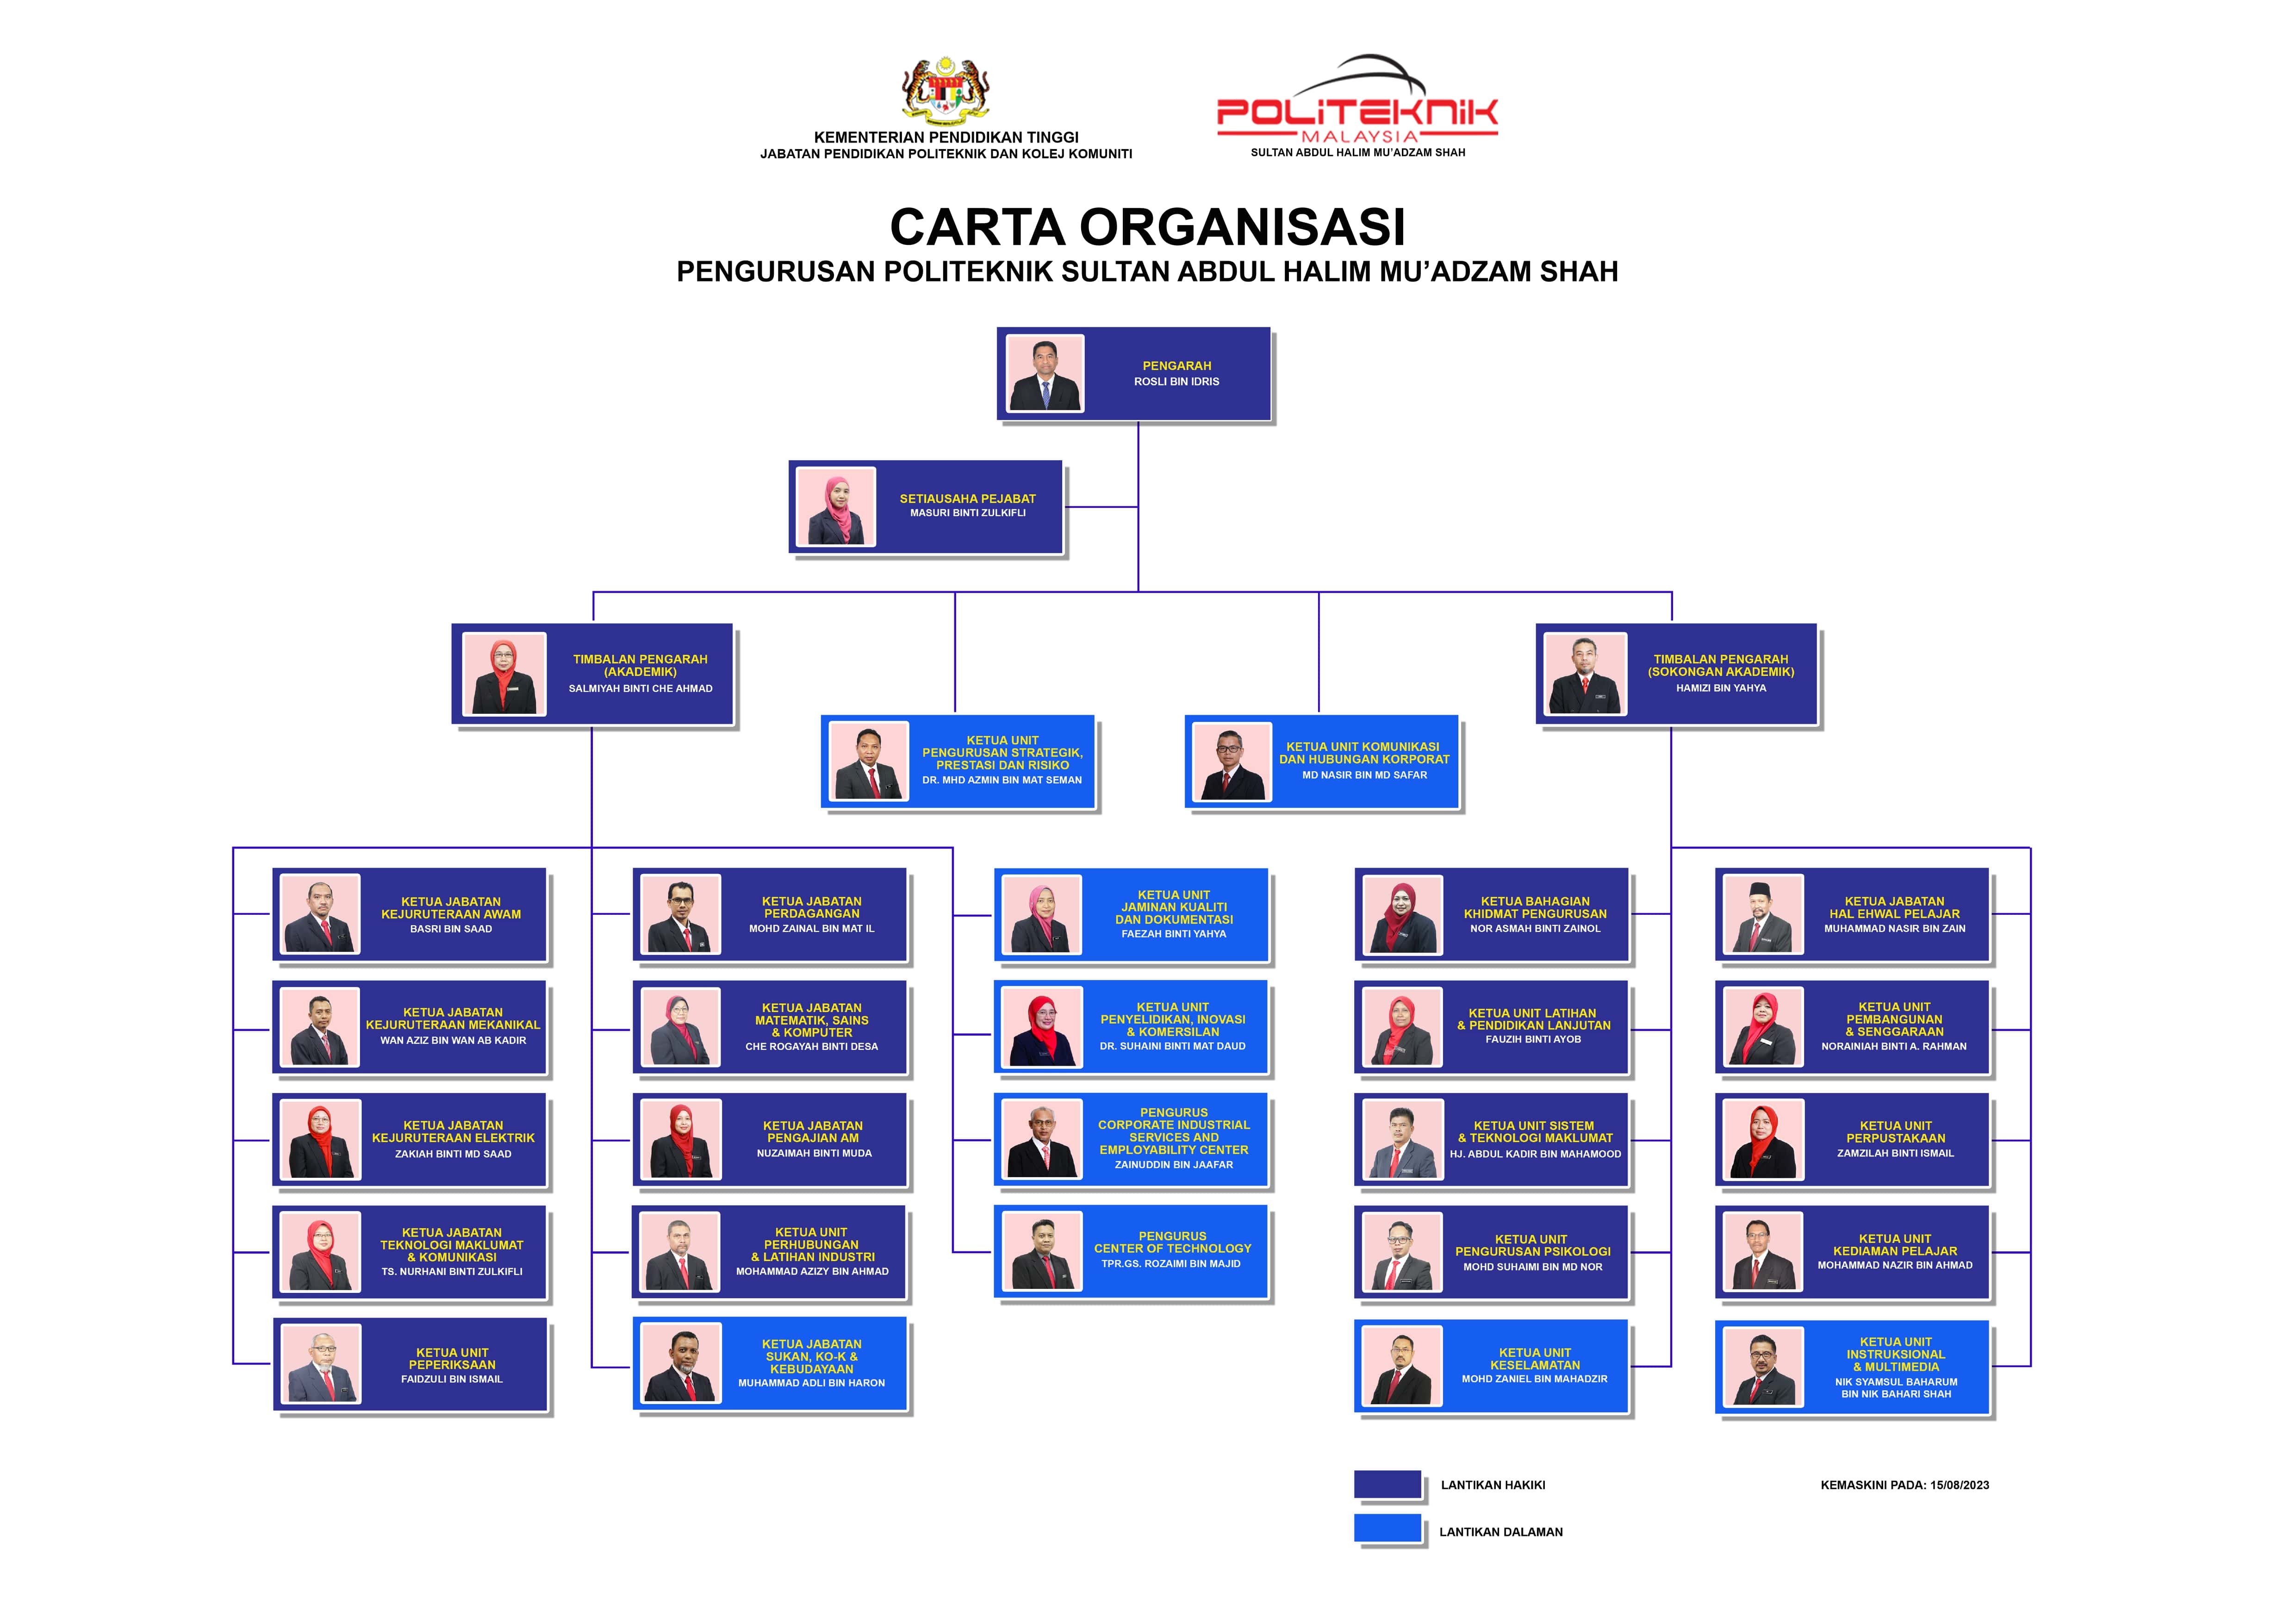 KEMENTERIAN PENDIDIKAN TINGGI
JABATAN PENDIDIKAN POLITEKNIK DAN KOLEJ KOMUNITI
POLITEKNIK
MALAYSIA
SULTAN ABDUL HALIM MU'ADZAM SHAH
CARTA ORGANISASI
PENGURUSAN POLITEKNIK SULTAN ABDUL HALIM MU'ADZAM SHAH
PENGARAH
ROSLI BIN IDRIS
SETIAUSAHA PEJABAT
MASURI BINTI ZULKIFLI
TIMBALAN PENGARAH
(AKADEMIK)
SALMIYAH BINTI CHE AHMAD
KETUA UNIT
PENGURUSAN STRATEGIK,
PRESTASI DAN RISIKO
DR. MHD AZMIN BIN MAT SEMAN
KETUA UNIT KOMUNIKASI
DAN HUBUNGAN KORPORAT
MD NASIR BIN MD SAFAR
TIMBALAN PENGARAH
(SOKONGAN AKADEMIK)
HAMIZI BIN YAHYA
KETUA JABATAN
KEJURUTERAAN AWAM
BASRI BIN SAAD
KETUA JABATAN
KEJURUTERAAN MEKANIKAL
WAN AZIZ BIN WAN AB KADIR
KETUA JABATAN
KEJURUTERAAN ELEKTRIK
ZAKIAH BINTI MD SAAD
KETUA JABATAN
TEKNOLOGI MAKLUMAT
& KOMUNIKASI
TS. NURHANI BINTI ZULKIFLI
KETUA UNIT
PEPERIKSAAN
FAIDZULI BIN ISMAIL
KETUA JABATAN
PERDAGANGAN
MOHD ZAINAL BIN MAT IL
KETUA JABATAN
MATEMATIK, SAINS
& KOMPUTER
CHE ROGAYAH BINTI DESA
KETUA JABATAN
PENGAJIAN AM
NUZAIMAH BINTI MUDA
KETUA UNIT
PERHUBUNGAN
& LATIHAN INDUSTRI
MOHAMMAD AZIZY BIN AHMAD
KETUA JABATAN
SUKAN, KO-K &
KEBUDAYAAN
MUHAMMAD ADLI BIN HARON
KETUA UNIT
JAMINAN KUALITI
DAN DOKUMENTASI
FAEZAH BINTI YAHYA
KETUA UNIT
PENYELIDIKAN, INOVASI
& KOMERSILAN
DR. SUHAINI BINTI MAT DAUD
PENGURUS
CORPORATE INDUSTRIAL
SERVICES AND
EMPLOYABILITY CENTER
ZAINUDDIN BIN JAAFAR
PENGURUS
CENTER OF TECHNOLOGY
TPR.GS. ROZAIMI BIN MAJID
KETUA BAHAGIAN
KHIDMAT PENGURUSAN
NOR ASMAH BINTI ZAINOL
KETUA UNIT LATIHAN
& PENDIDIKAN LANJUTAN
FAUZIH BINTI AYOB
KETUA UNIT SISTEM
& TEKNOLOGI MAKLUMAT
HJ. ABDUL KADIR BIN MAHAMOOD
KETUA UNIT
PENGURUSAN PSIKOLOGI
MOHD SUHAIMI BIN MD NOR
KETUA UNIT
KESELAMATAN
MOHD ZANIEL BIN MAHADZIR
KETUA JABATAN
HAL EHWAL PELAJAR
MUHAMMAD NASIR BIN ZAIN
KETUA UNIT
PEMBANGUNAN
& SENGGARAAN
NORAINIAH BINTI A. RAHMAN
KETUA UNIT
PERPUSTAKAAN
ZAMZILAH BINTI ISMAIL
KETUA UNIT
KEDIAMAN PELAJAR
MOHAMMAD NAZIR BIN AHMAD
KETUA UNIT
INSTRUKSIONAL
& MULTIMEDIA
NIK SYAMSUL BAHARUM
BIN NIK BAHARI SHAH
LANTIKAN HAKIKI
KEMASKINI PADA: 15/08/2023
LANTIKAN DALAMAN